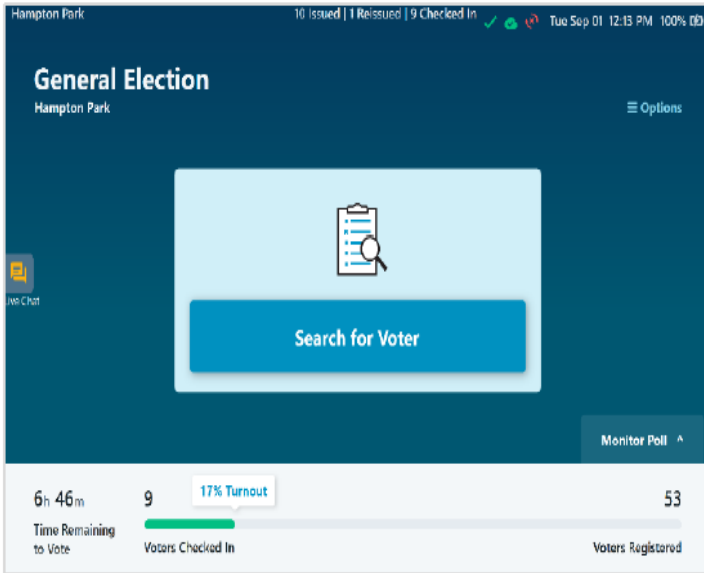 Hampton Park
10 Issued | 1 Reissued | 9 Checked In
Tue Sep 01 12:13 PM 100%
General Election
Hampton Park
Options
Search for Voter
Live Chat
Monitor Poll
6h 46m
9
17% Turnout
53
Time Remaining
to Vote
Voters Checked In
Voters Registered